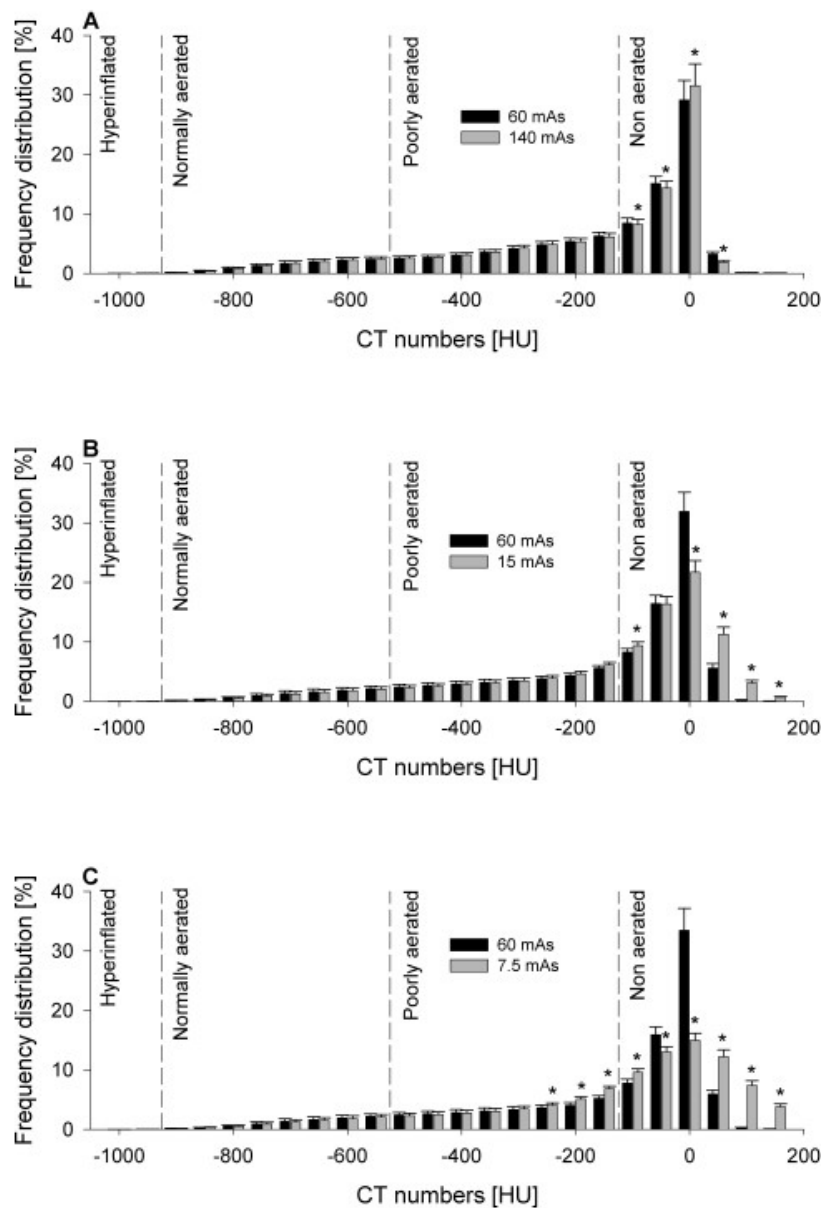 A
Frequency distribution [%]
40
30
20
10
0
Hyperinflated
Normally aerated
Poorly aerated
Non aerated
60 mAs
140 mAs
* * * *
-1000 -800 -600 -400 -200 0 200
CT numbers [HU]
B
Frequency distribution [%]
40
30
20
10
0
Hyperinflated
Normally aerated
Poorly aerated
Non aerated
60 mAs
15 mAs
* * * * *
-1000 -800 -600 -400 -200 0 200
CT numbers [HU]
C
Frequency distribution [%]
40
30
20
10
0
Hyperinflated
Normally aerated
Poorly aerated
Non aerated
60 mAs
7.5 mAs
* * * * * * * * *
-1000 -800 -600 -400 -200 0 200
CT numbers [HU]